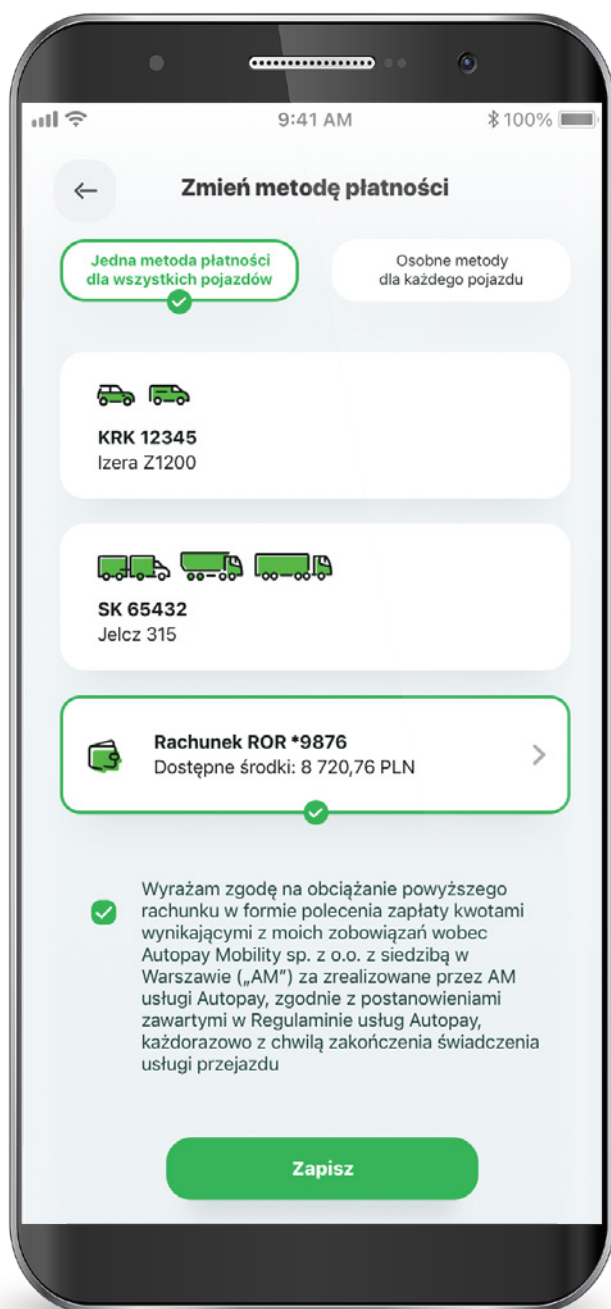 9:41 AM
100%
Zmień metodę płatności
Jedna metoda płatności
dla wszystkich pojazdów
Osobne metody
dla każdego pojazdu
KRK 12345
Izera Z1200
SK 65432
Jelcz 315
Rachunek ROR *9876
Dostępne środki: 8 720,76 PLN
Wyrażam zgodę na obciążanie powyższego
rachunku w formie polecenia zapłaty kwotami
wynikającymi z moich zobowiązań wobec
Autopay Mobility sp. z o.o. z siedzibą w
Warszawie („AM”) za zrealizowane przez AM
usługi Autopay, zgodnie z postanowieniami
zawartymi w Regulaminie usług Autopay,
każdorazowo z chwilą zakończenia świadczenia
usługi przejazdu
Zapisz